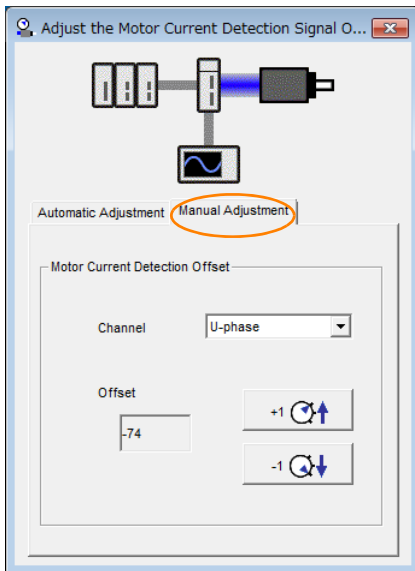 Adjust the Motor Current Detection Signal O...
Automatic Adjustment
Manual Adjustment
Motor Current Detection Offset
Channel
U-phase
Offset
-74
+1
-1